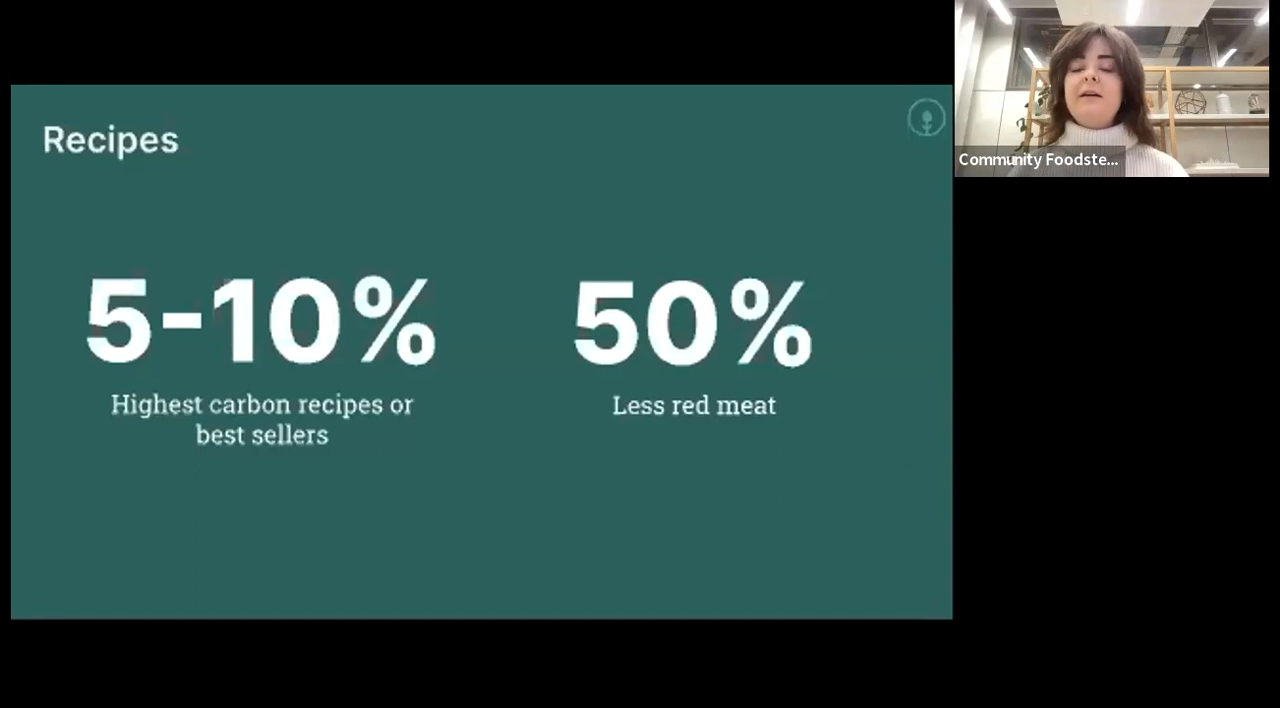 Recipes
5-10%
50%
Highest carbon recipes or
best sellers
Less red meat
Community Foodste...